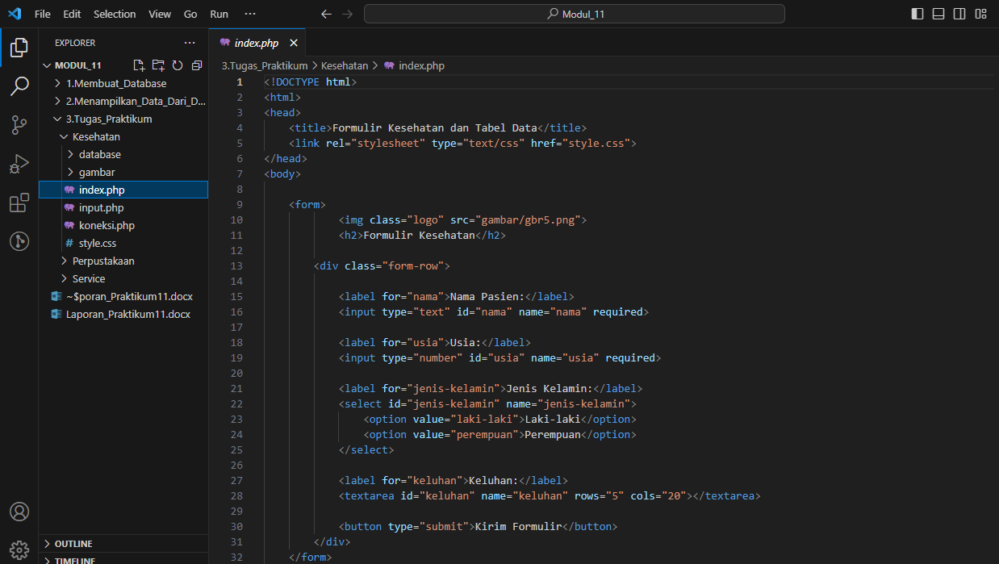 File Edit Selection View Go Run ···
Modul_11
EXPLORER ···
MODUL_11
1.Membuat_Database
2.Menampilkan_Data_Dari_D...
3.Tugas_Praktikum
Kesehatan
database
gambar
index.php
input.php
koneksi.php
# style.css
Perpustakaan
Service
~$poran_Praktikum11.docx
Laporan_Praktikum11.docx
OUTLINE
TIMELINE
index.php
3.Tugas_Praktikum > Kesehatan > index.php
1 <!DOCTYPE html>
2 <html>
3 <head>
4 <title>Formulir Kesehatan dan Tabel Data</title>
5 <link rel="stylesheet" type="text/css" href="style.css">
6 </head>
7 <body>
8
9 <form>
10 <img class="logo" src="gambar/gbr5.png">
11 <h2>Formulir Kesehatan</h2>
12
13 <div class="form-row">
14
15 <label for="nama">Nama Pasien:</label>
16 <input type="text" id="nama" name="nama" required>
17
18 <label for="usia">Usia:</label>
19 <input type="number" id="usia" name="usia" required>
20
21 <label for="jenis-kelamin">Jenis Kelamin:</label>
22 <select id="jenis-kelamin" name="jenis-kelamin">
23 <option value="laki-laki">Laki-laki</option>
24 <option value="perempuan">Perempuan</option>
25 </select>
26
27 <label for="keluhan">Keluhan:</label>
28 <textarea id="keluhan" name="keluhan" rows="5" cols="20"></textarea>
29
30 <button type="submit">Kirim Formulir</button>
31 </div>
32 </form>